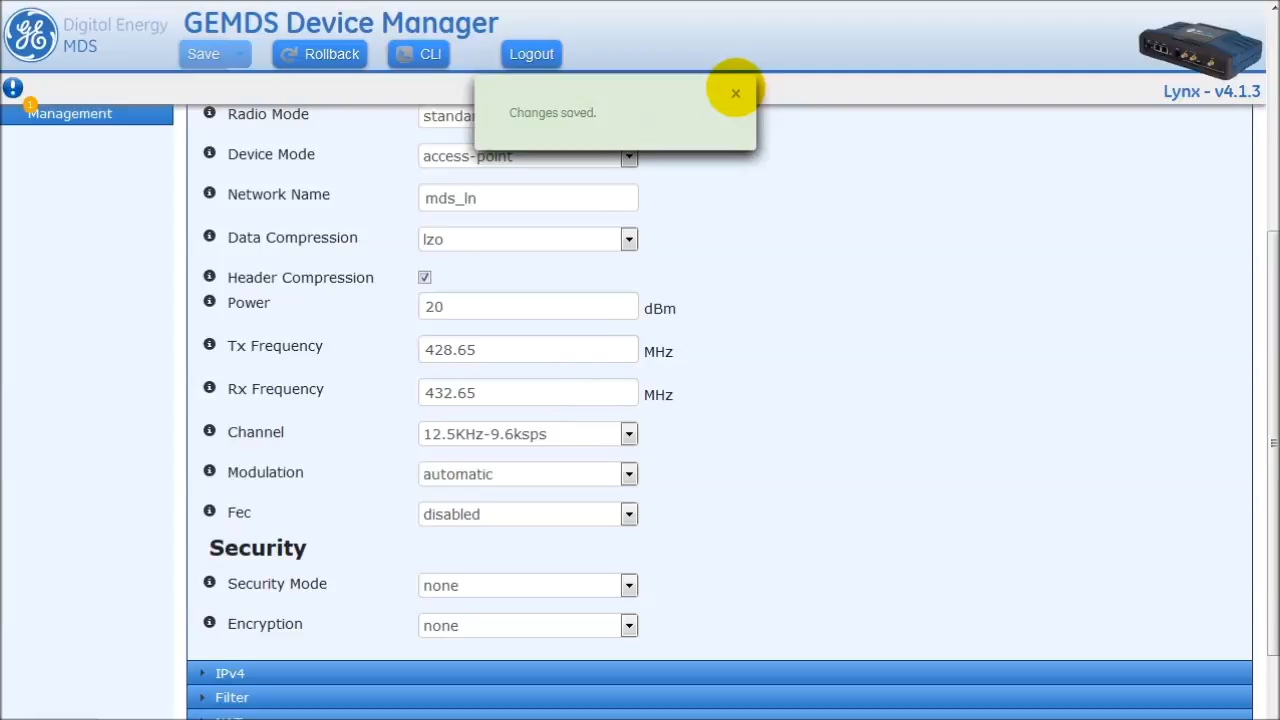 Digital Energy
MDS
GEMDS Device Manager
Save
Rollback
CLI
Logout
×
Changes saved.
Lynx - v4.1.3
1
Management
Radio Mode
standa
Device Mode
access-point
Network Name
mds_ln
Data Compression
lzo
Header Compression
Power
20
dBm
Tx Frequency
428.65
MHz
Rx Frequency
432.65
MHz
Channel
12.5KHz-9.6ksps
Modulation
automatic
Fec
disabled
Security
Security Mode
none
Encryption
none
IPv4
Filter
NAT